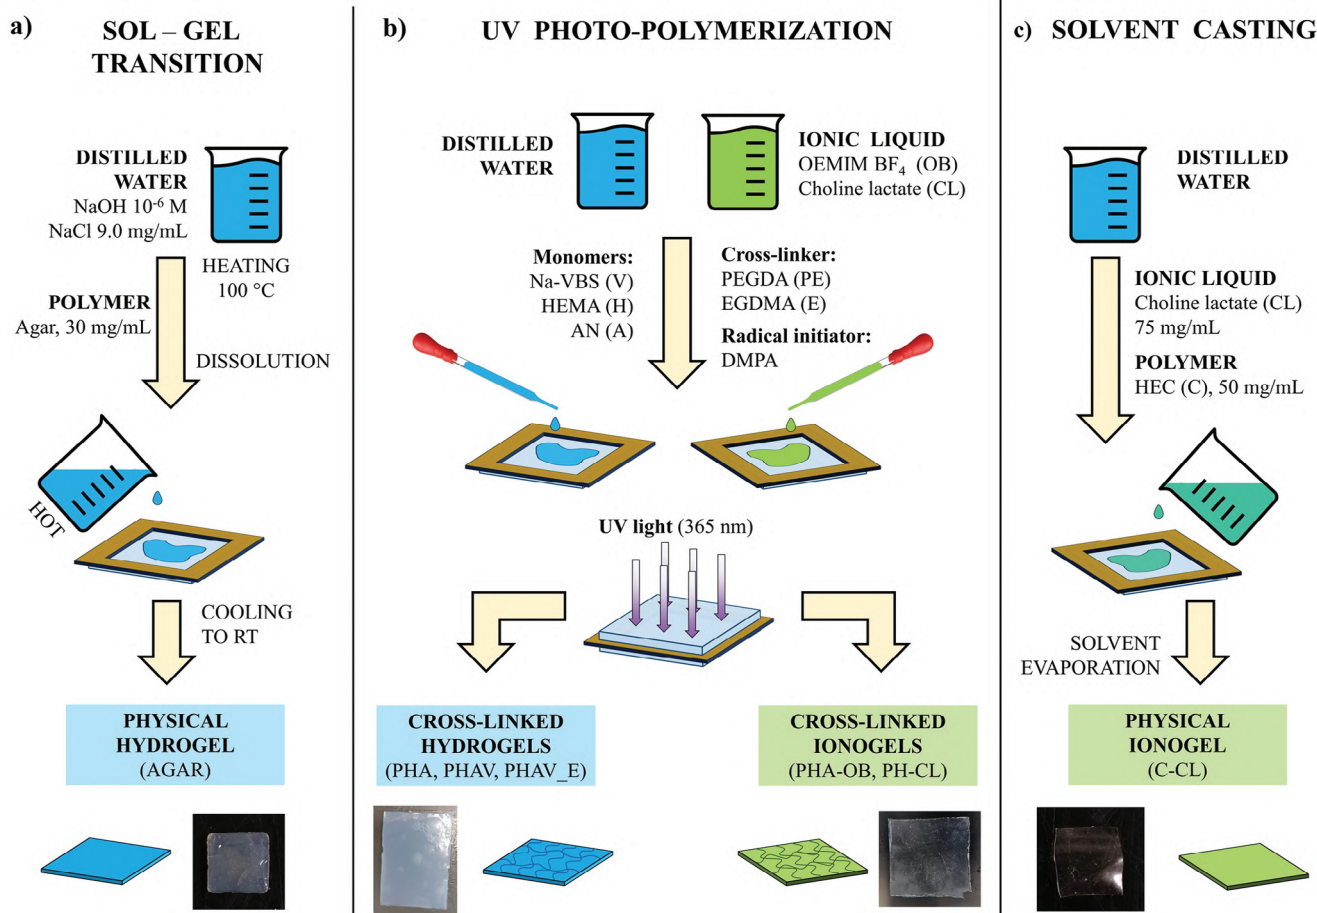 a)
SOL – GEL
TRANSITION
DISTILLED
WATER
NaOH 10⁻⁶ M
NaCl 9.0 mg/mL
HEATING
100 °C
POLYMER
Agar, 30 mg/mL
DISSOLUTION
HOT
COOLING
TO RT
PHYSICAL
HYDROGEL
(AGAR)
b)
UV PHOTO-POLYMERIZATION
DISTILLED
WATER
IONIC LIQUID
OEMIM BF₄ (OB)
Choline lactate (CL)
Monomers:
Na-VBS (V)
HEMA (H)
AN (A)
Cross-linker:
PEGDA (PE)
EGDMA (E)
Radical initiator:
DMPA
UV light (365 nm)
CROSS-LINKED
HYDROGELS
(PHA, PHAV, PHAV_E)
CROSS-LINKED
IONOGELS
(PHA-OB, PH-CL)
c)
SOLVENT CASTING
DISTILLED
WATER
IONIC LIQUID
Choline lactate (CL)
75 mg/mL
POLYMER
HEC (C), 50 mg/mL
SOLVENT
EVAPORATION
PHYSICAL
IONOGEL
(C-CL)